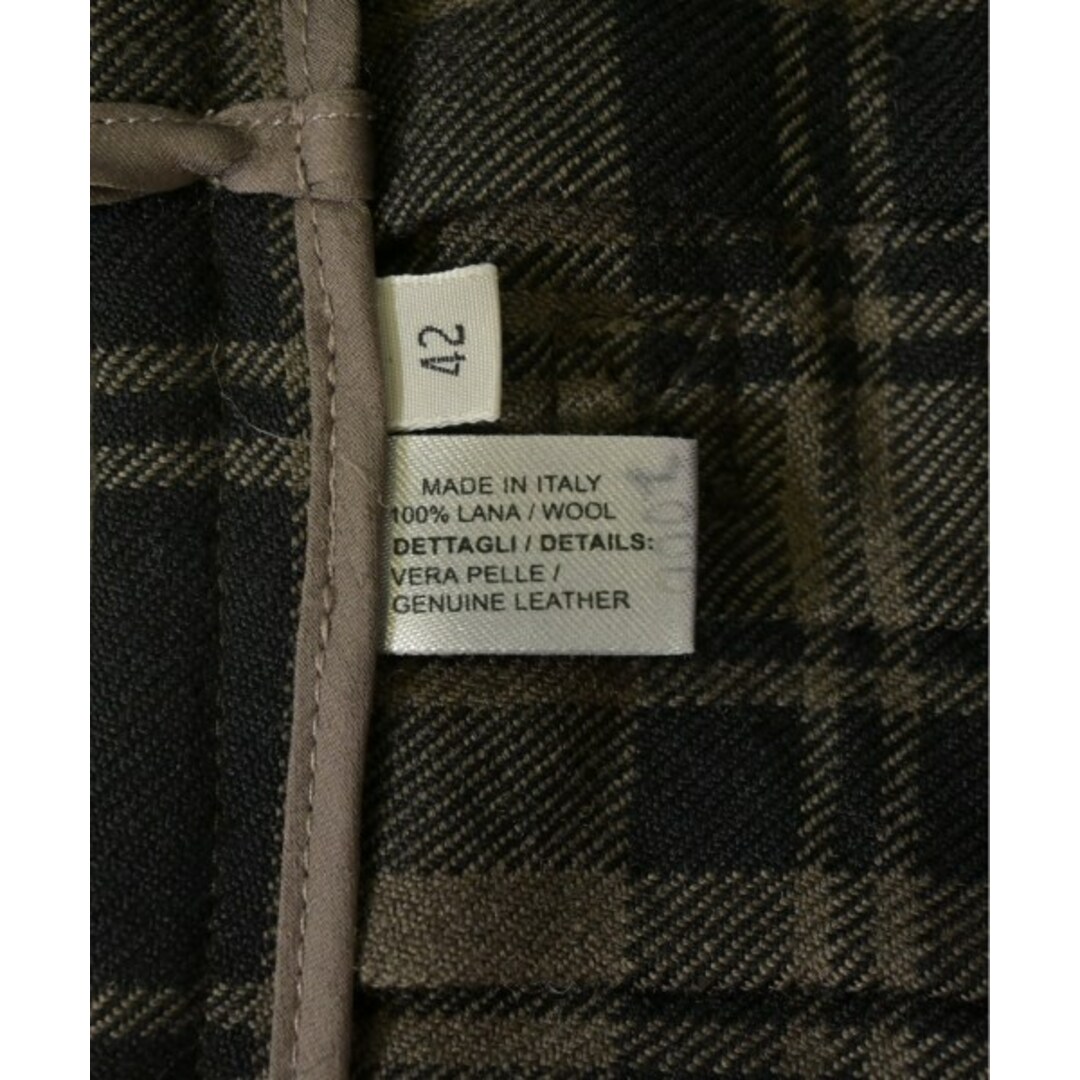 42
MADE IN ITALY
100% LANA / WOOL
DETTAGLI / DETAILS:
VERA PELLE /
GENUINE LEATHER